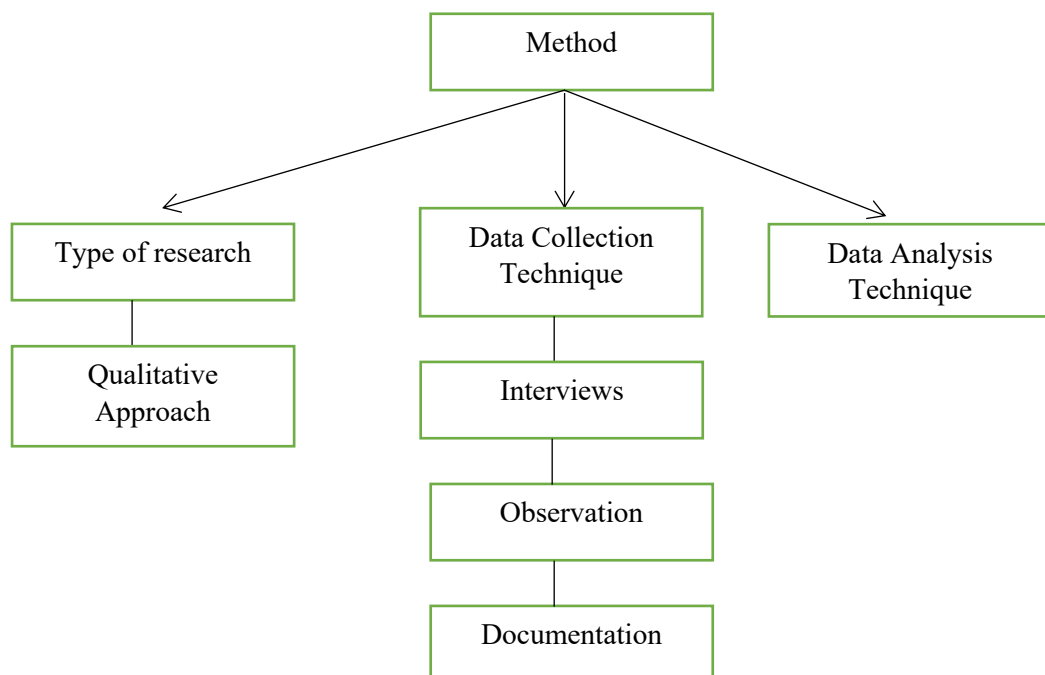 Method
Type of research
Data Collection
Technique
Data Analysis
Technique
Qualitative
Approach
Interviews
Observation
Documentation